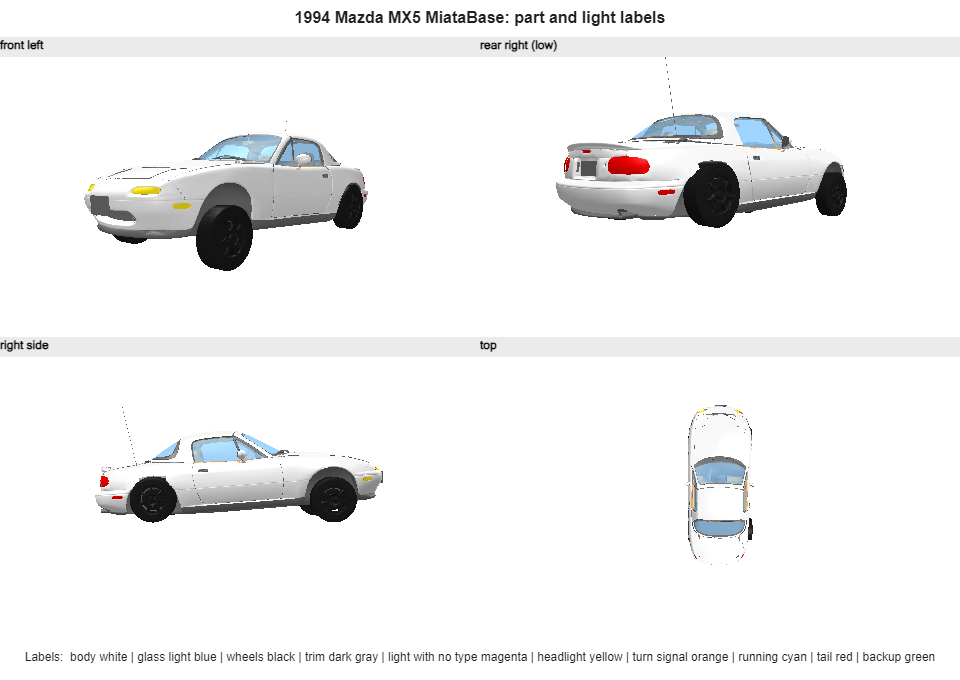 1994 Mazda MX5 MiataBase: part and light labels
front left
rear right (low)
right side
top
Labels:  body white | glass light blue | wheels black | trim dark gray | light with no type magenta | headlight yellow | turn signal orange | running cyan | tail red | backup green